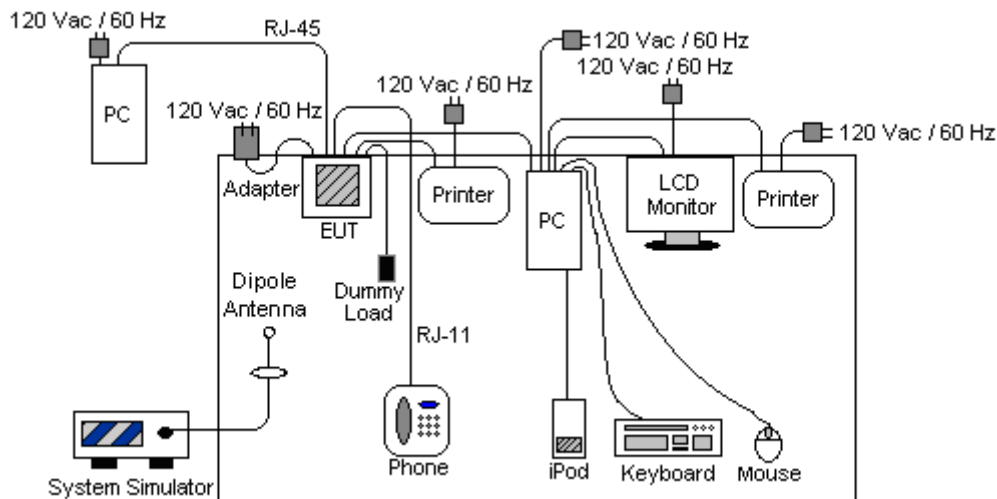 120 Vac / 60 Hz
RJ-45
120 Vac / 60 Hz
120 Vac / 60 Hz
120 Vac / 60 Hz
120 Vac / 60 Hz
120 Vac / 60 Hz
PC
Adapter
EUT
Printer
PC
LCD
Monitor
Printer
Dipole
Antenna
Dummy
Load
RJ-11
System Simulator
Phone
iPod
Keyboard
Mouse